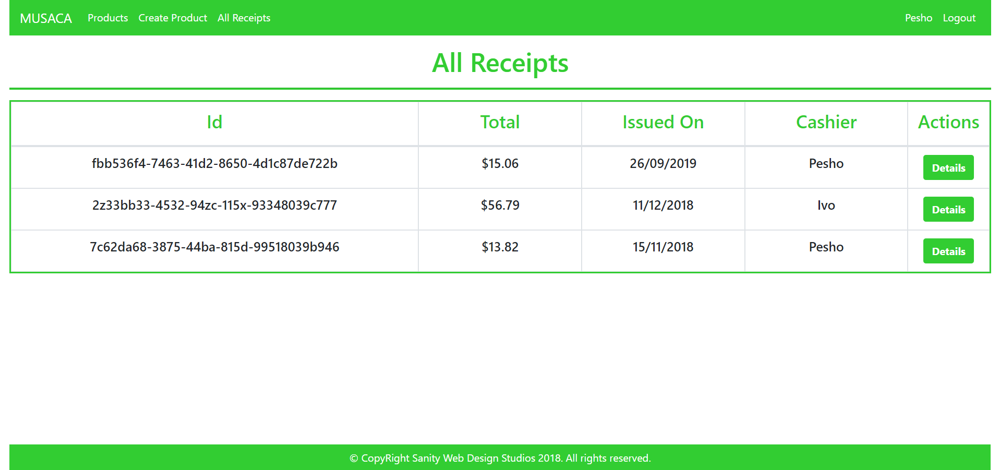 MUSACA Products Create Product All Receipts Pesho Logout
All Receipts
Id Total Issued On Cashier Actions
fbb536f4-7463-41d2-8650-4d1c87de722b $15.06 26/09/2019 Pesho Details
2z33bb33-4532-94zc-115x-93348039c777 $56.79 11/12/2018 Ivo Details
7c62da68-3875-44ba-815d-99518039b946 $13.82 15/11/2018 Pesho Details
© CopyRight Sanity Web Design Studios 2018. All rights reserved.